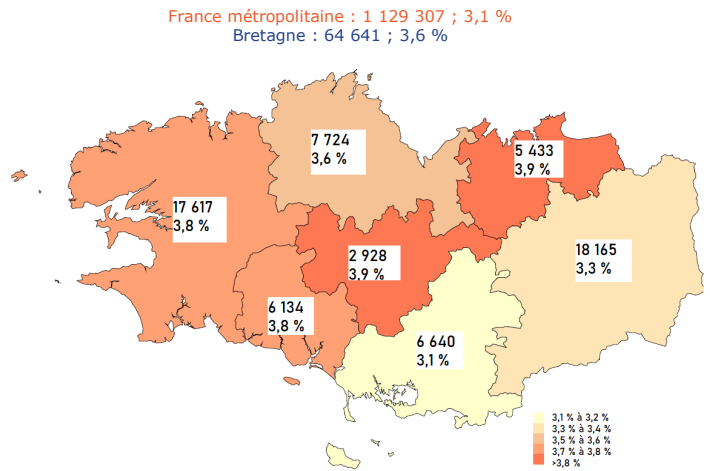 France métropolitaine : 1 129 307 ; 3,1 %
Bretagne : 64 641 ; 3,6 %
7 724
3,6 %
5 433
3,9 %
17 617
3,8 %
2 928
3,9 %
18 165
3,3 %
6 134
3,8 %
6 640
3,1 %
3,1 % à 3,2 %
3,3 % à 3,4 %
3,5 % à 3,6 %
3,7 % à 3,8 %
>3,8 %